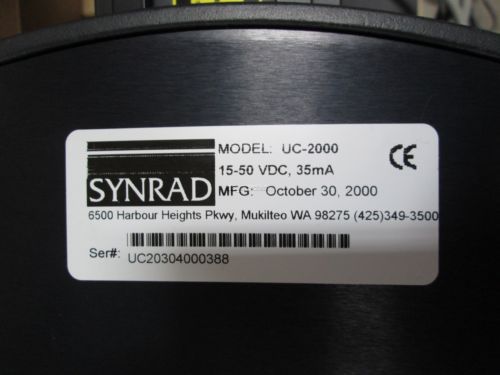 MODEL: UC-2000
15-50 VDC, 35mA
SYNRAD
MFG: October 30, 2000
CE
6500 Harbour Heights Pkwy, Mukilteo WA 98275 (425)349-3500
Ser#:
UC20304000388